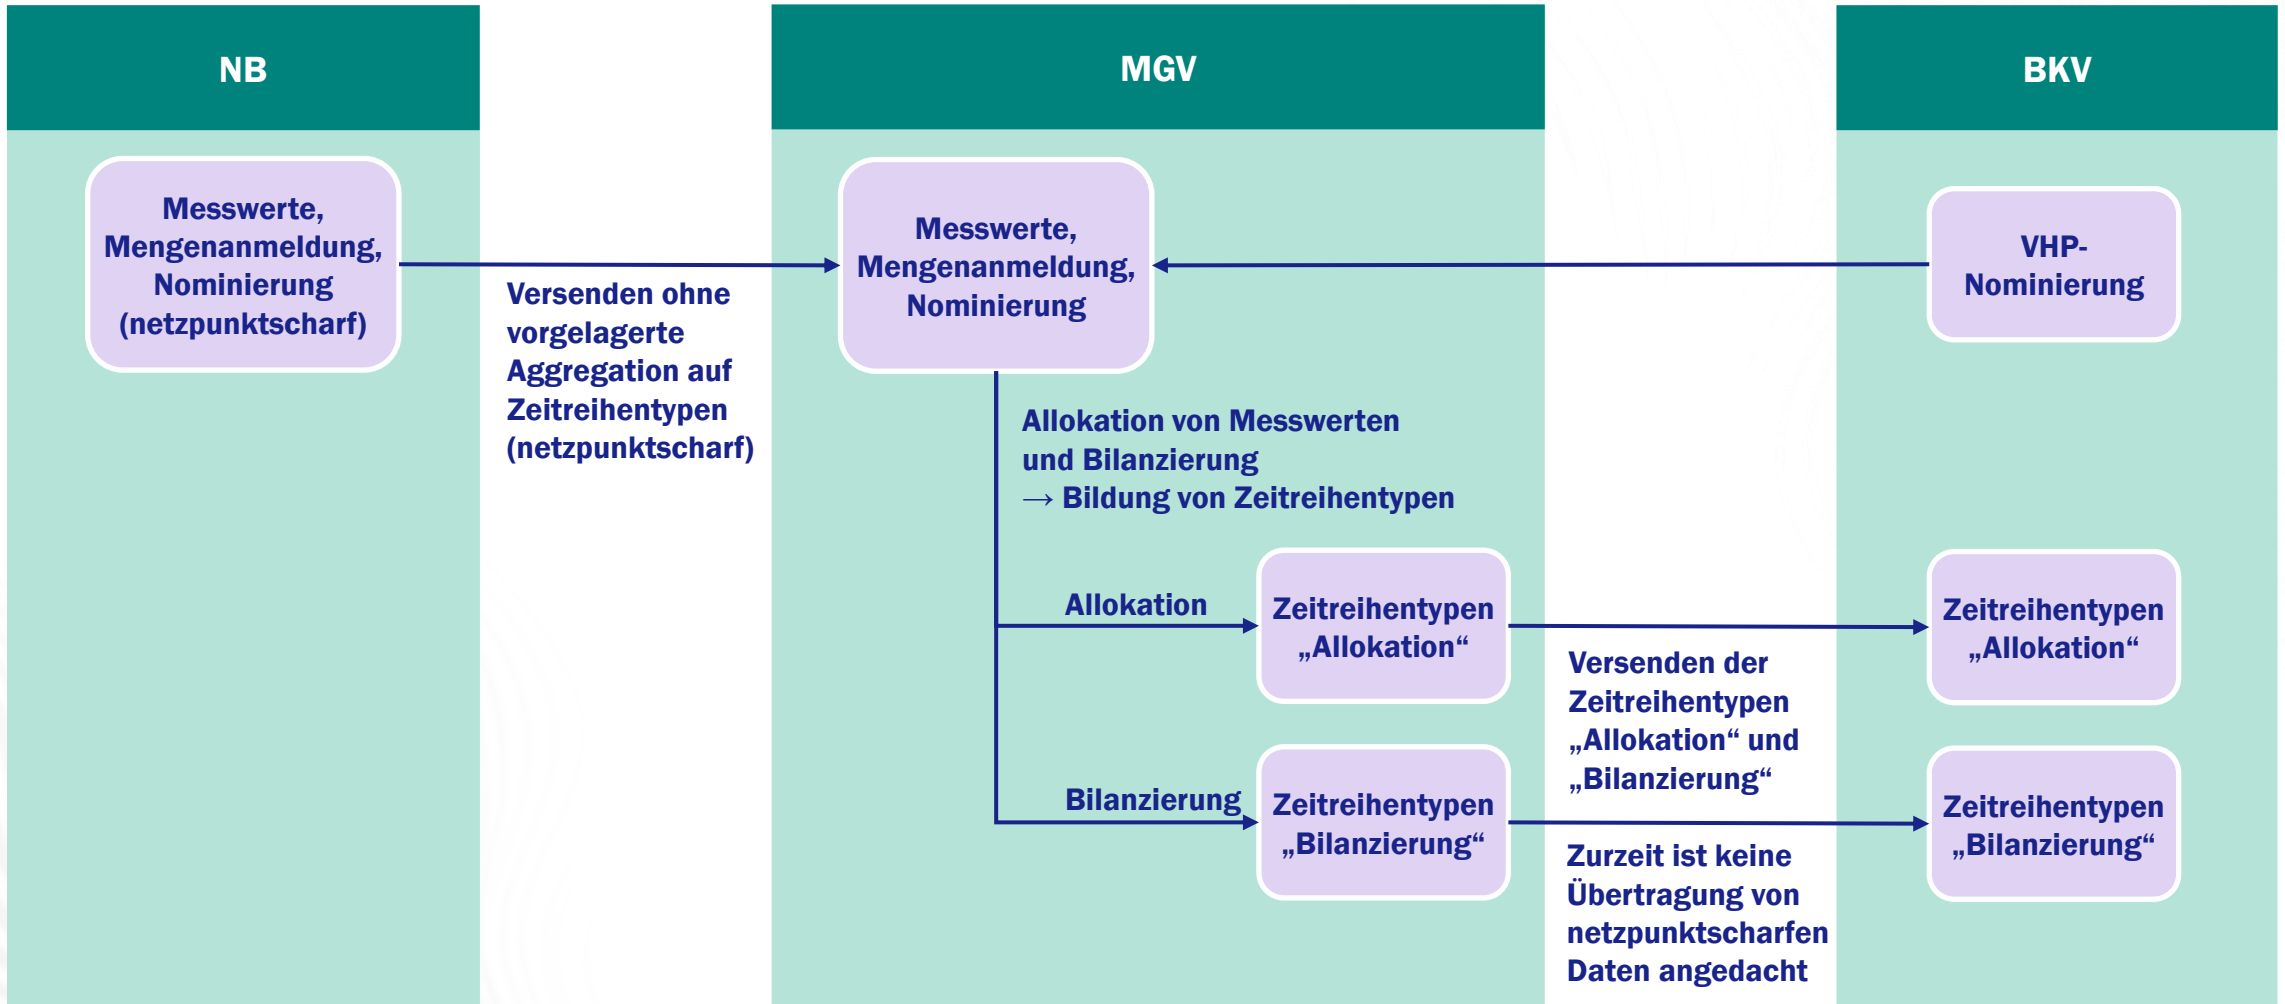 NB
MGV
BKV
Messwerte,
Mengenanmeldung,
Nominierung
(netzpunktscharf)
Versenden ohne
vorgelagerte
Aggregation auf
Zeitreihentypen
(netzpunktscharf)
Messwerte,
Mengenanmeldung,
Nominierung
VHP-
Nominierung
Allokation von Messwerten
und Bilanzierung
→ Bildung von Zeitreihentypen
Allokation
Zeitreihentypen
„Allokation“
Versenden der
Zeitreihentypen
„Allokation“ und
„Bilanzierung“
Zeitreihentypen
„Allokation“
Bilanzierung
Zeitreihentypen
„Bilanzierung“
Zurzeit ist keine
Übertragung von
netzpunktscharfen
Daten angedacht
Zeitreihentypen
„Bilanzierung“